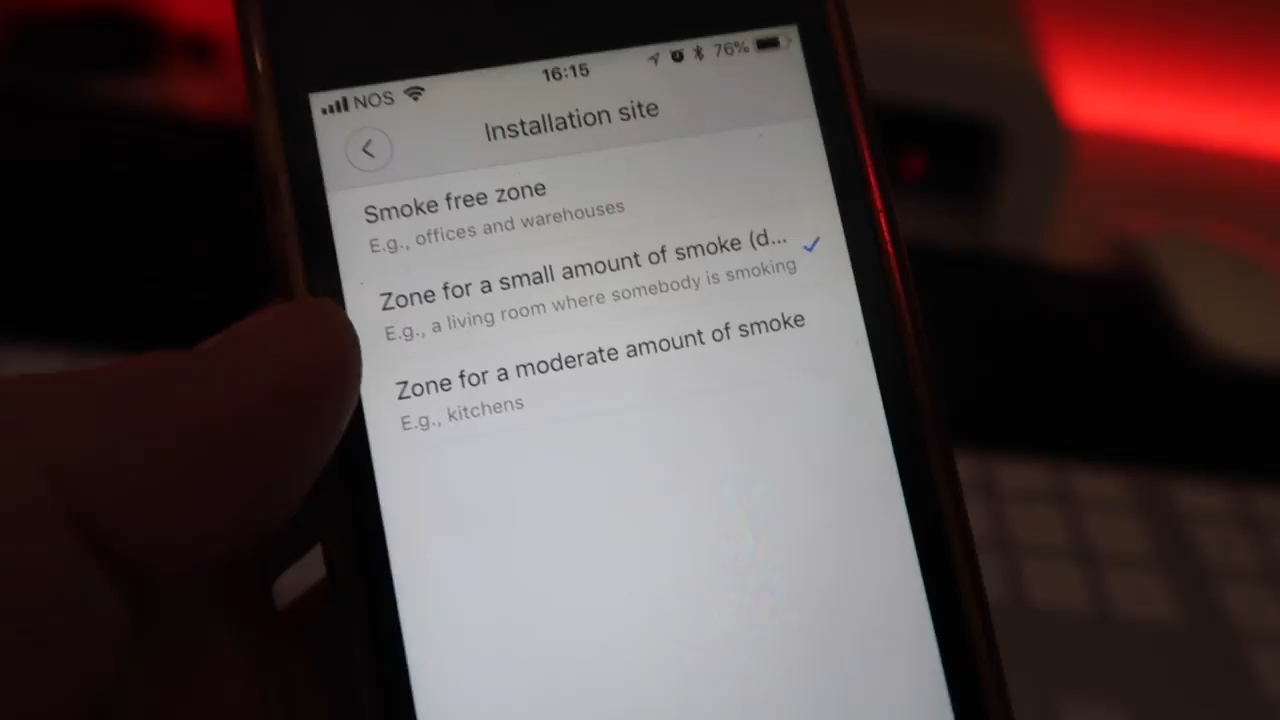 NOS 16:15 76%
Installation site
Smoke free zone
E.g., offices and warehouses
Zone for a small amount of smoke (d...
E.g., a living room where somebody is smoking
Zone for a moderate amount of smoke
E.g., kitchens